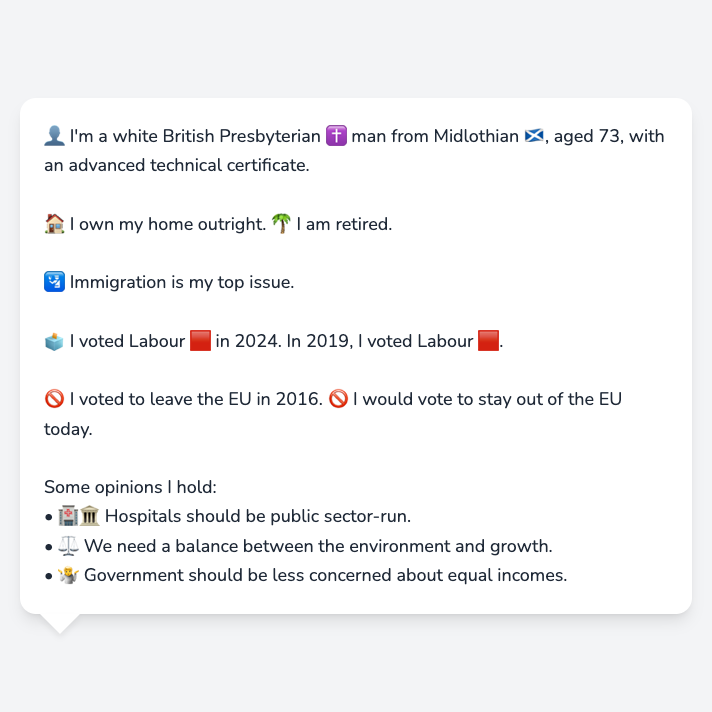 👤 I'm a white British Presbyterian ✝️ man from Midlothian 🏴󠁧󠁢󠁳󠁣󠁴󠁿, aged 73, with
an advanced technical certificate.
🏠 I own my home outright. 🌴 I am retired.
🛂 Immigration is my top issue.
🗳️ I voted Labour 🟥 in 2024. In 2019, I voted Labour 🟥.
🚫 I voted to leave the EU in 2016. 🚫 I would vote to stay out of the EU
today.
Some opinions I hold:
• 🏥🏛️ Hospitals should be public sector-run.
• ⚖️ We need a balance between the environment and growth.
• 🤷 Government should be less concerned about equal incomes.